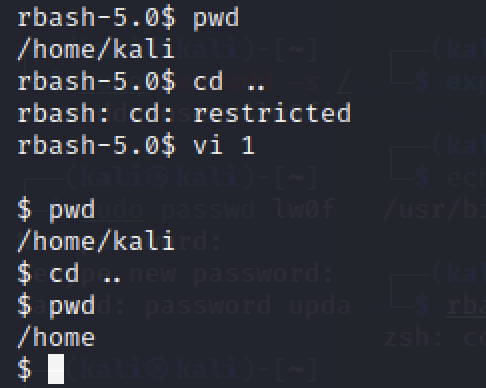 rbash-5.0$ pwd
/home/kali
rbash-5.0$ cd ..
rbash: cd: restricted
rbash-5.0$ vi 1
$ pwd
/home/kali
$ cd ..
$ pwd
/home
$